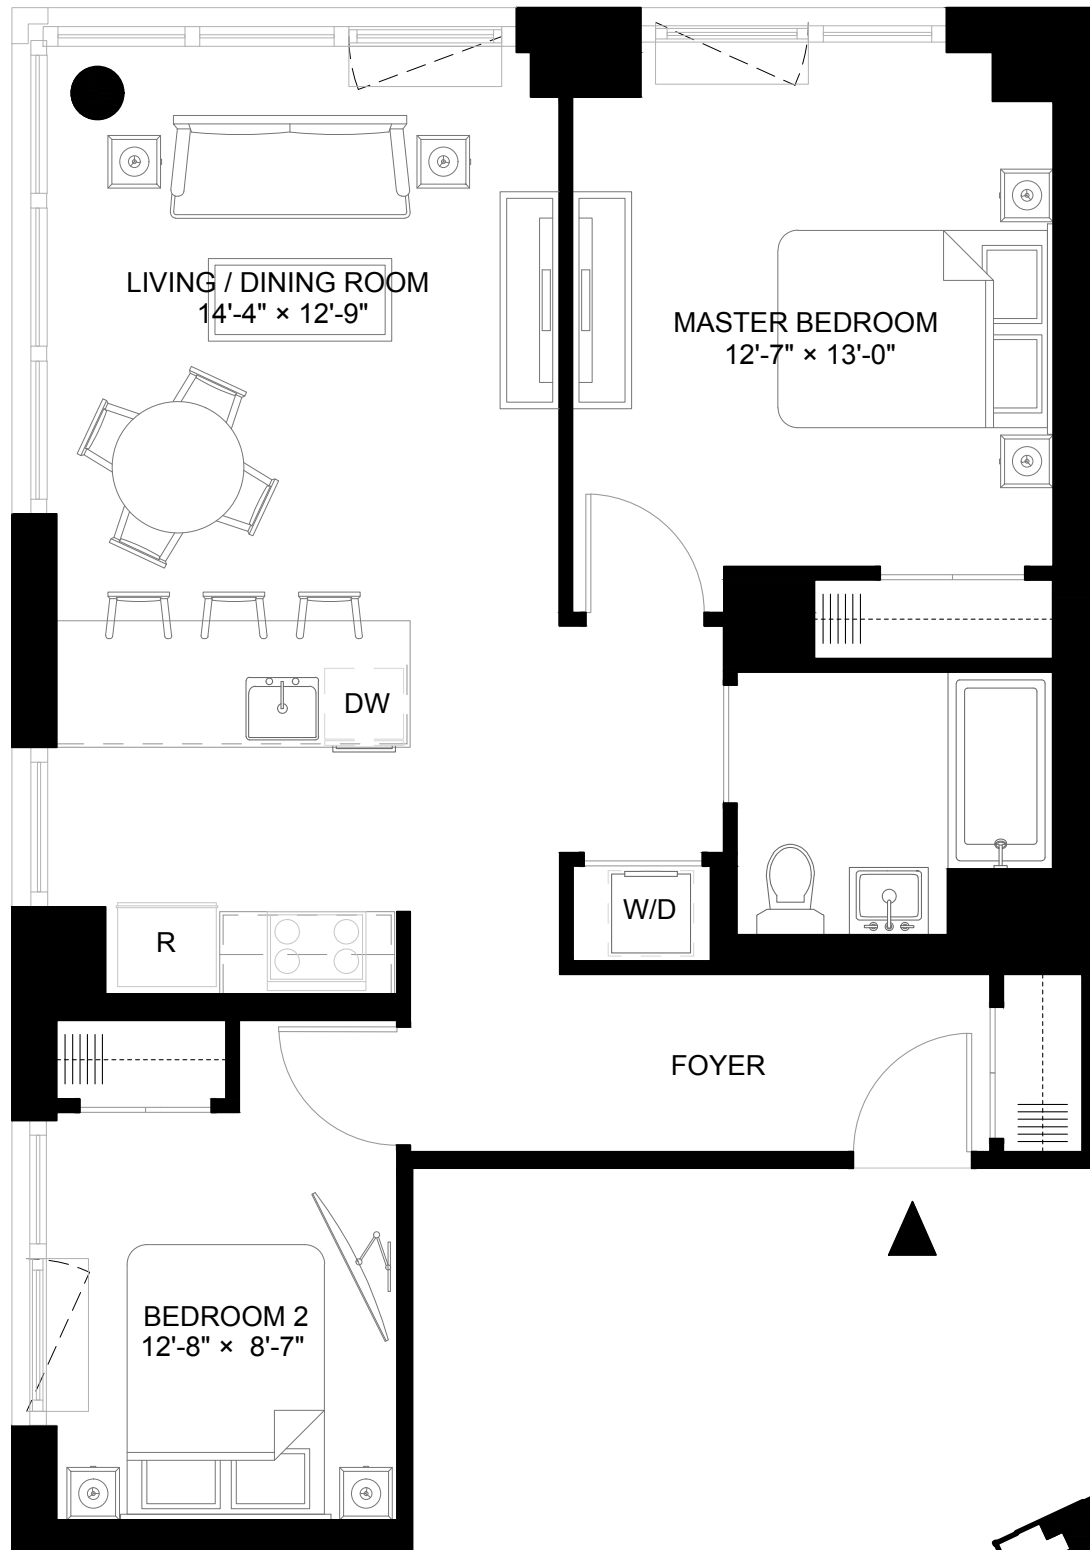 LIVING / DINING ROOM
14'-4" × 12'-9"
MASTER BEDROOM
12'-7" × 13'-0"
DW
R
W/D
FOYER
BEDROOM 2
12'-8" × 8'-7"